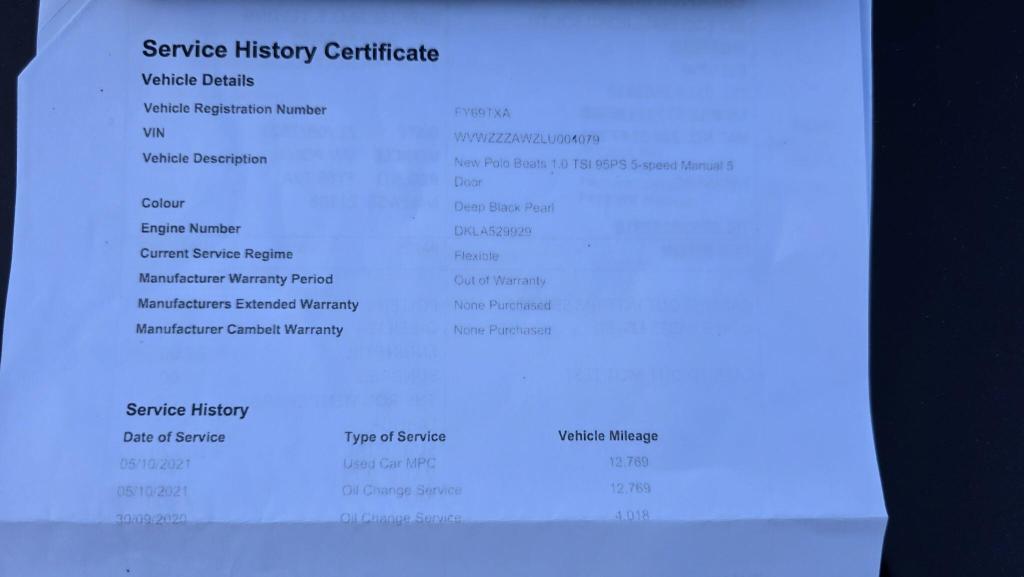 Service History Certificate
Vehicle Details
Vehicle Registration Number FY69TXA
VIN WVWZZZAWZLU004079
Vehicle Description New Polo Beats 1.0 TSI 95PS 5-speed Manual 5
Door
Colour Deep Black Pearl
Engine Number DKLA529929
Current Service Regime Flexible
Manufacturer Warranty Period Out of Warranty
Manufacturers Extended Warranty None Purchased
Manufacturer Cambelt Warranty None Purchased
Service History
Date of Service Type of Service Vehicle Mileage
05/10/2021 Used Car MPC 12,769
05/10/2021 Oil Change Service 12,769
30/09/2020 Oil Change Service 4,018